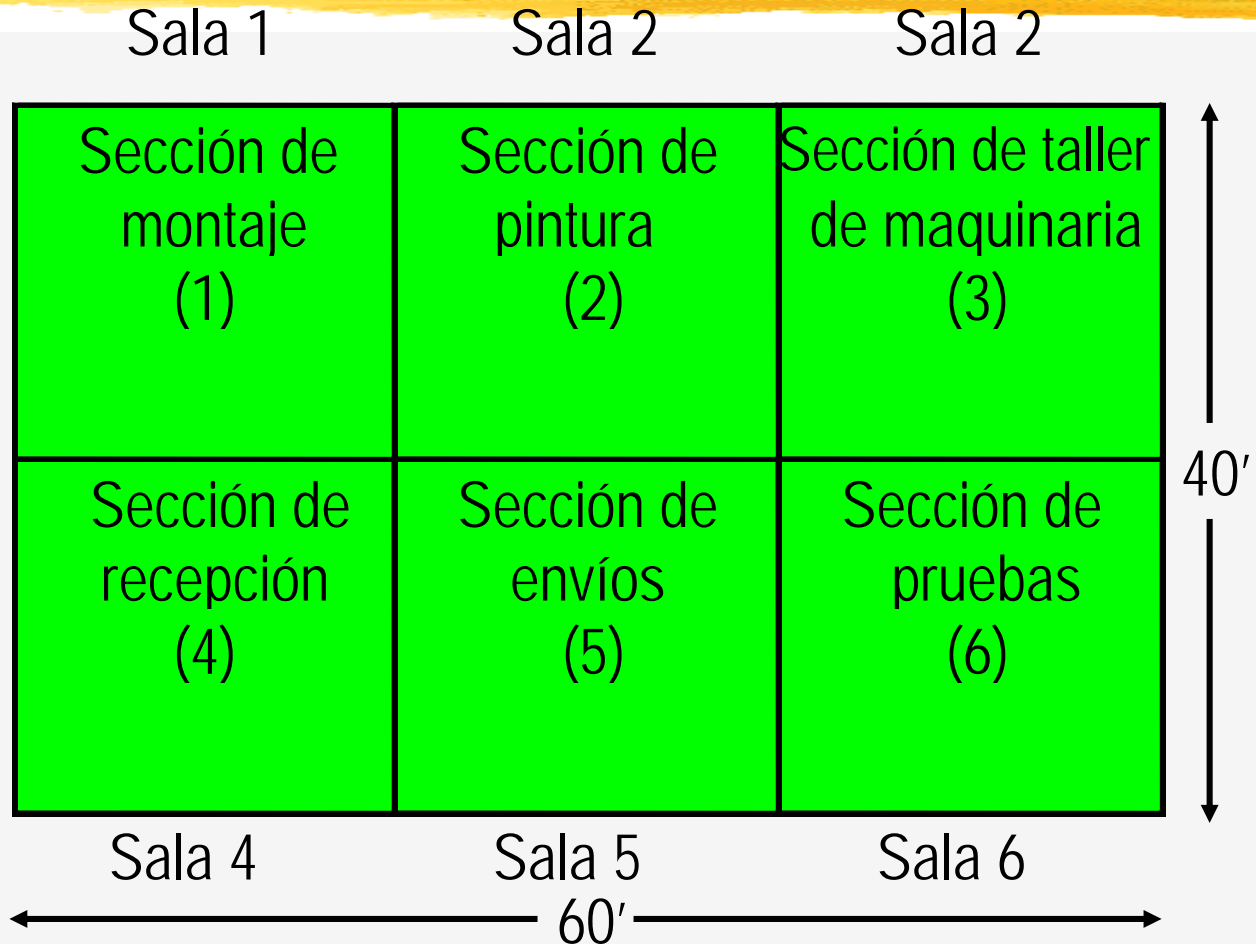 Sala 1 Sala 2 Sala 2
Sección de
montaje
(1)
Sección de
pintura
(2)
Sección de taller
de maquinaria
(3)
40′
Sección de
recepción
(4)
Sección de
envíos
(5)
Sección de
pruebas
(6)
Sala 4 Sala 5 Sala 6
60′